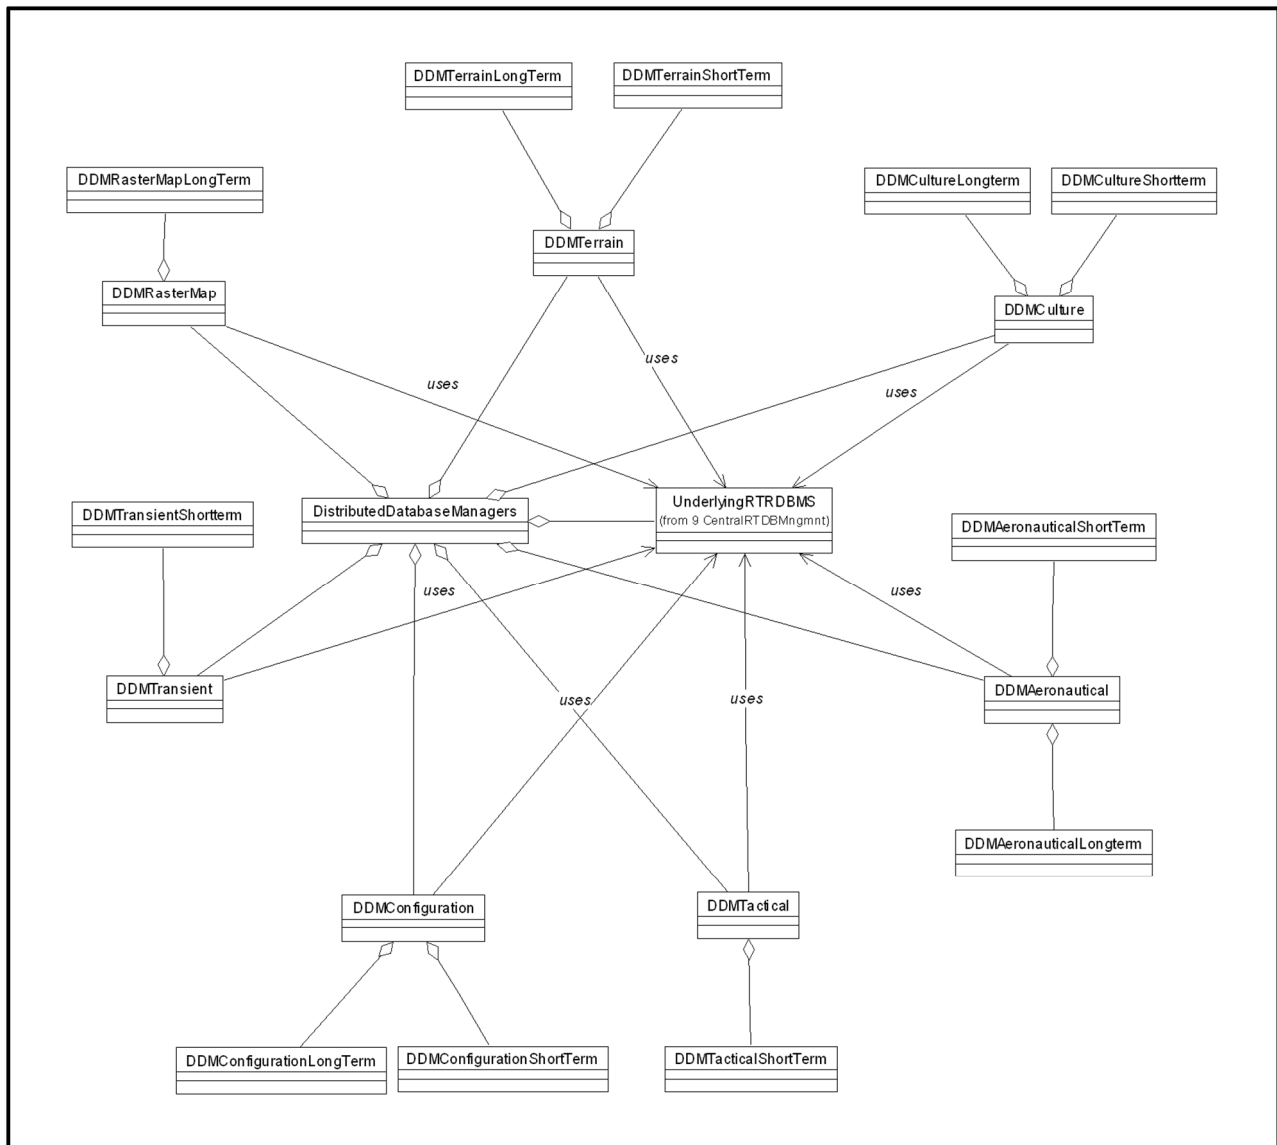 DDMTerrainLongTerm
DDMTerrainShortTerm
DDMRasterMapLongTerm
DDMCultureLongterm
DDMCultureShortterm
DDMTerrain
DDMRasterMap
DDMCulture
uses
uses
uses
UnderlyingRTRDBMS
(from 9 CentralRTDBMngmnt)
DistributedDatabaseManagers
DDMTransientShortterm
DDMAeronauticalShortTerm
uses
uses
DDMTransient
DDMAeronautical
uses
uses
DDMAeronauticalLongterm
DDMConfiguration
DDMTactical
DDMConfigurationLongTerm
DDMConfigurationShortTerm
DDMTacticalShortTerm